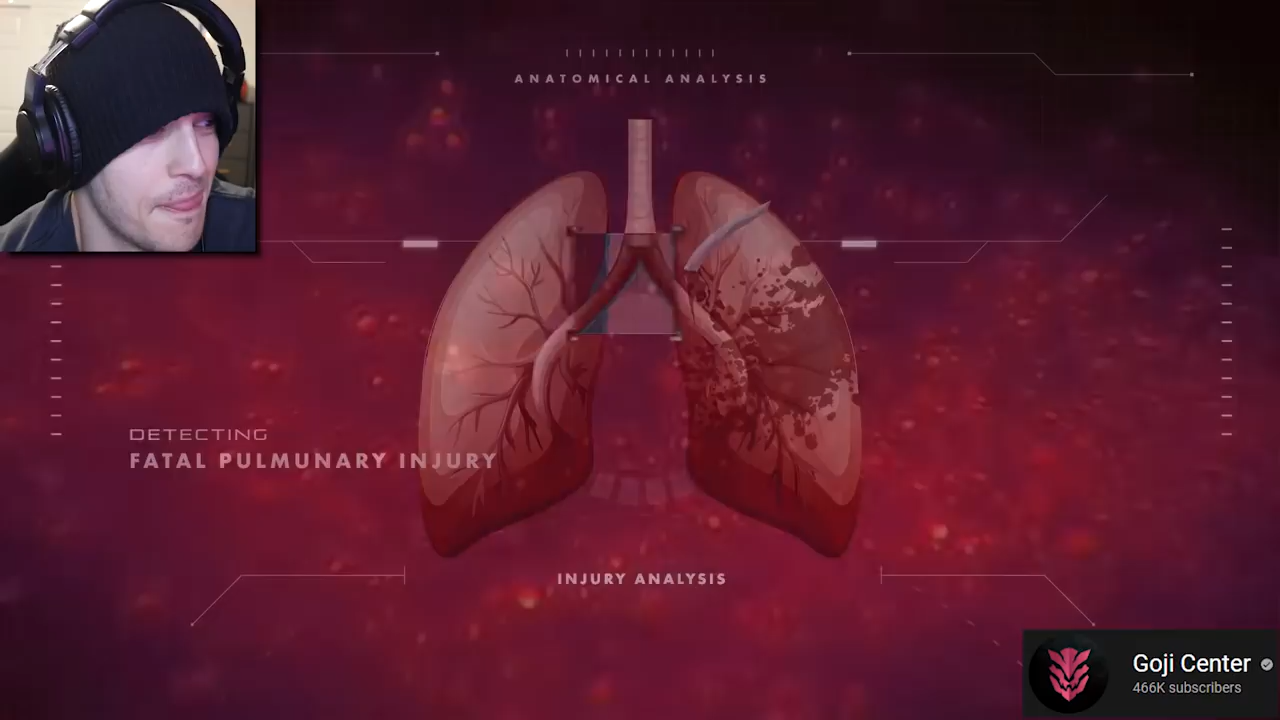 ANATOMICAL ANALYSIS
DETECTING
FATAL PULMUNARY INJURY
INJURY ANALYSIS
Goji Center
466K subscribers